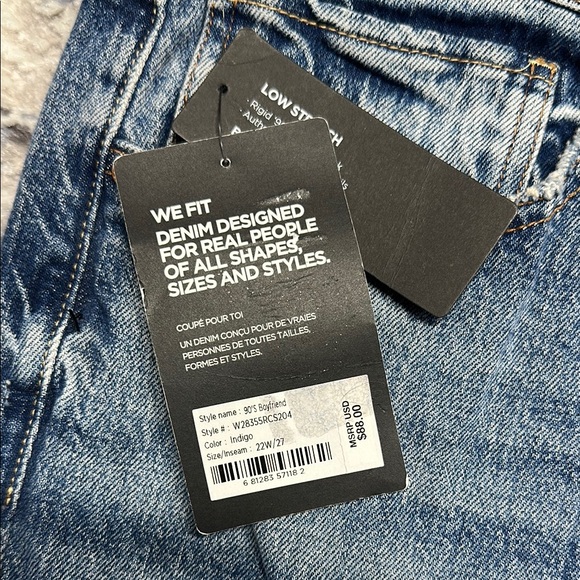 LOW
Rigid
WE FIT
DENIM DESIGNED
FOR REAL PEOPLE
OF ALL SHAPES,
SIZES AND STYLES.
COUPÉ POUR TOI
UN DENIM CONÇU POUR DE VRAIES
PERSONNES DE TOUTES TAILLES,
FORMES ET STYLES.
Style name : 90'S Boyfriend
Style # : W28355RCS204
Color : Indigo
Size/Inseam : 22W/27
6 81283 57118 2
MSRP USD
$88.00